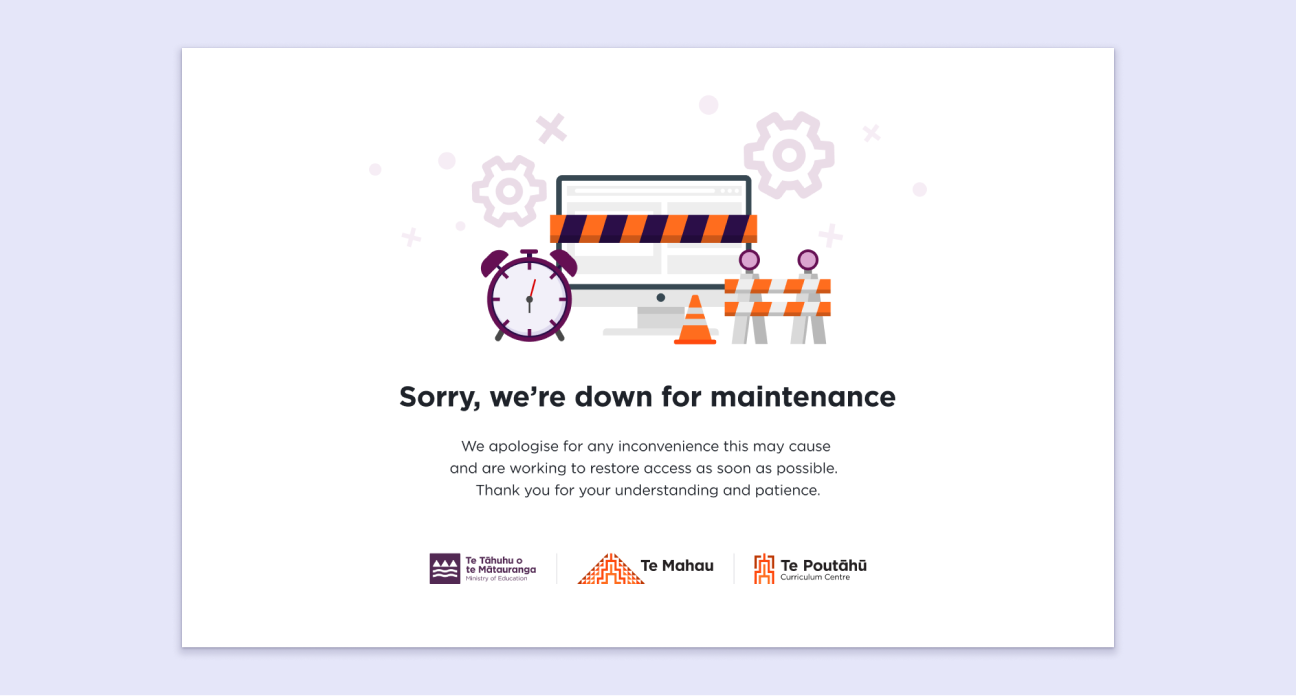 Sorry, we’re down for maintenance
We apologise for any inconvenience this may cause
and are working to restore access as soon as possible.
Thank you for your understanding and patience.
Te Tāhuhu o
te Mātauranga
Ministry of Education
Te Mahau
Te Poutāhū
Curriculum Centre